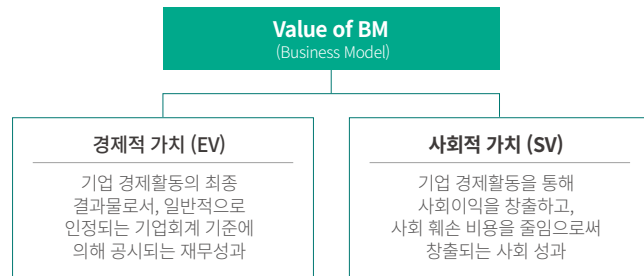 Value of BM
(Business Model)
경제적 가치 (EV)
기업 경제활동의 최종
결과물로서, 일반적으로
인정되는 기업회계 기준에
의해 공시되는 재무성과
사회적 가치 (SV)
기업 경제활동을 통해
사회이익을 창출하고,
사회 훼손 비용을 줄임으로써
창출되는 사회 성과